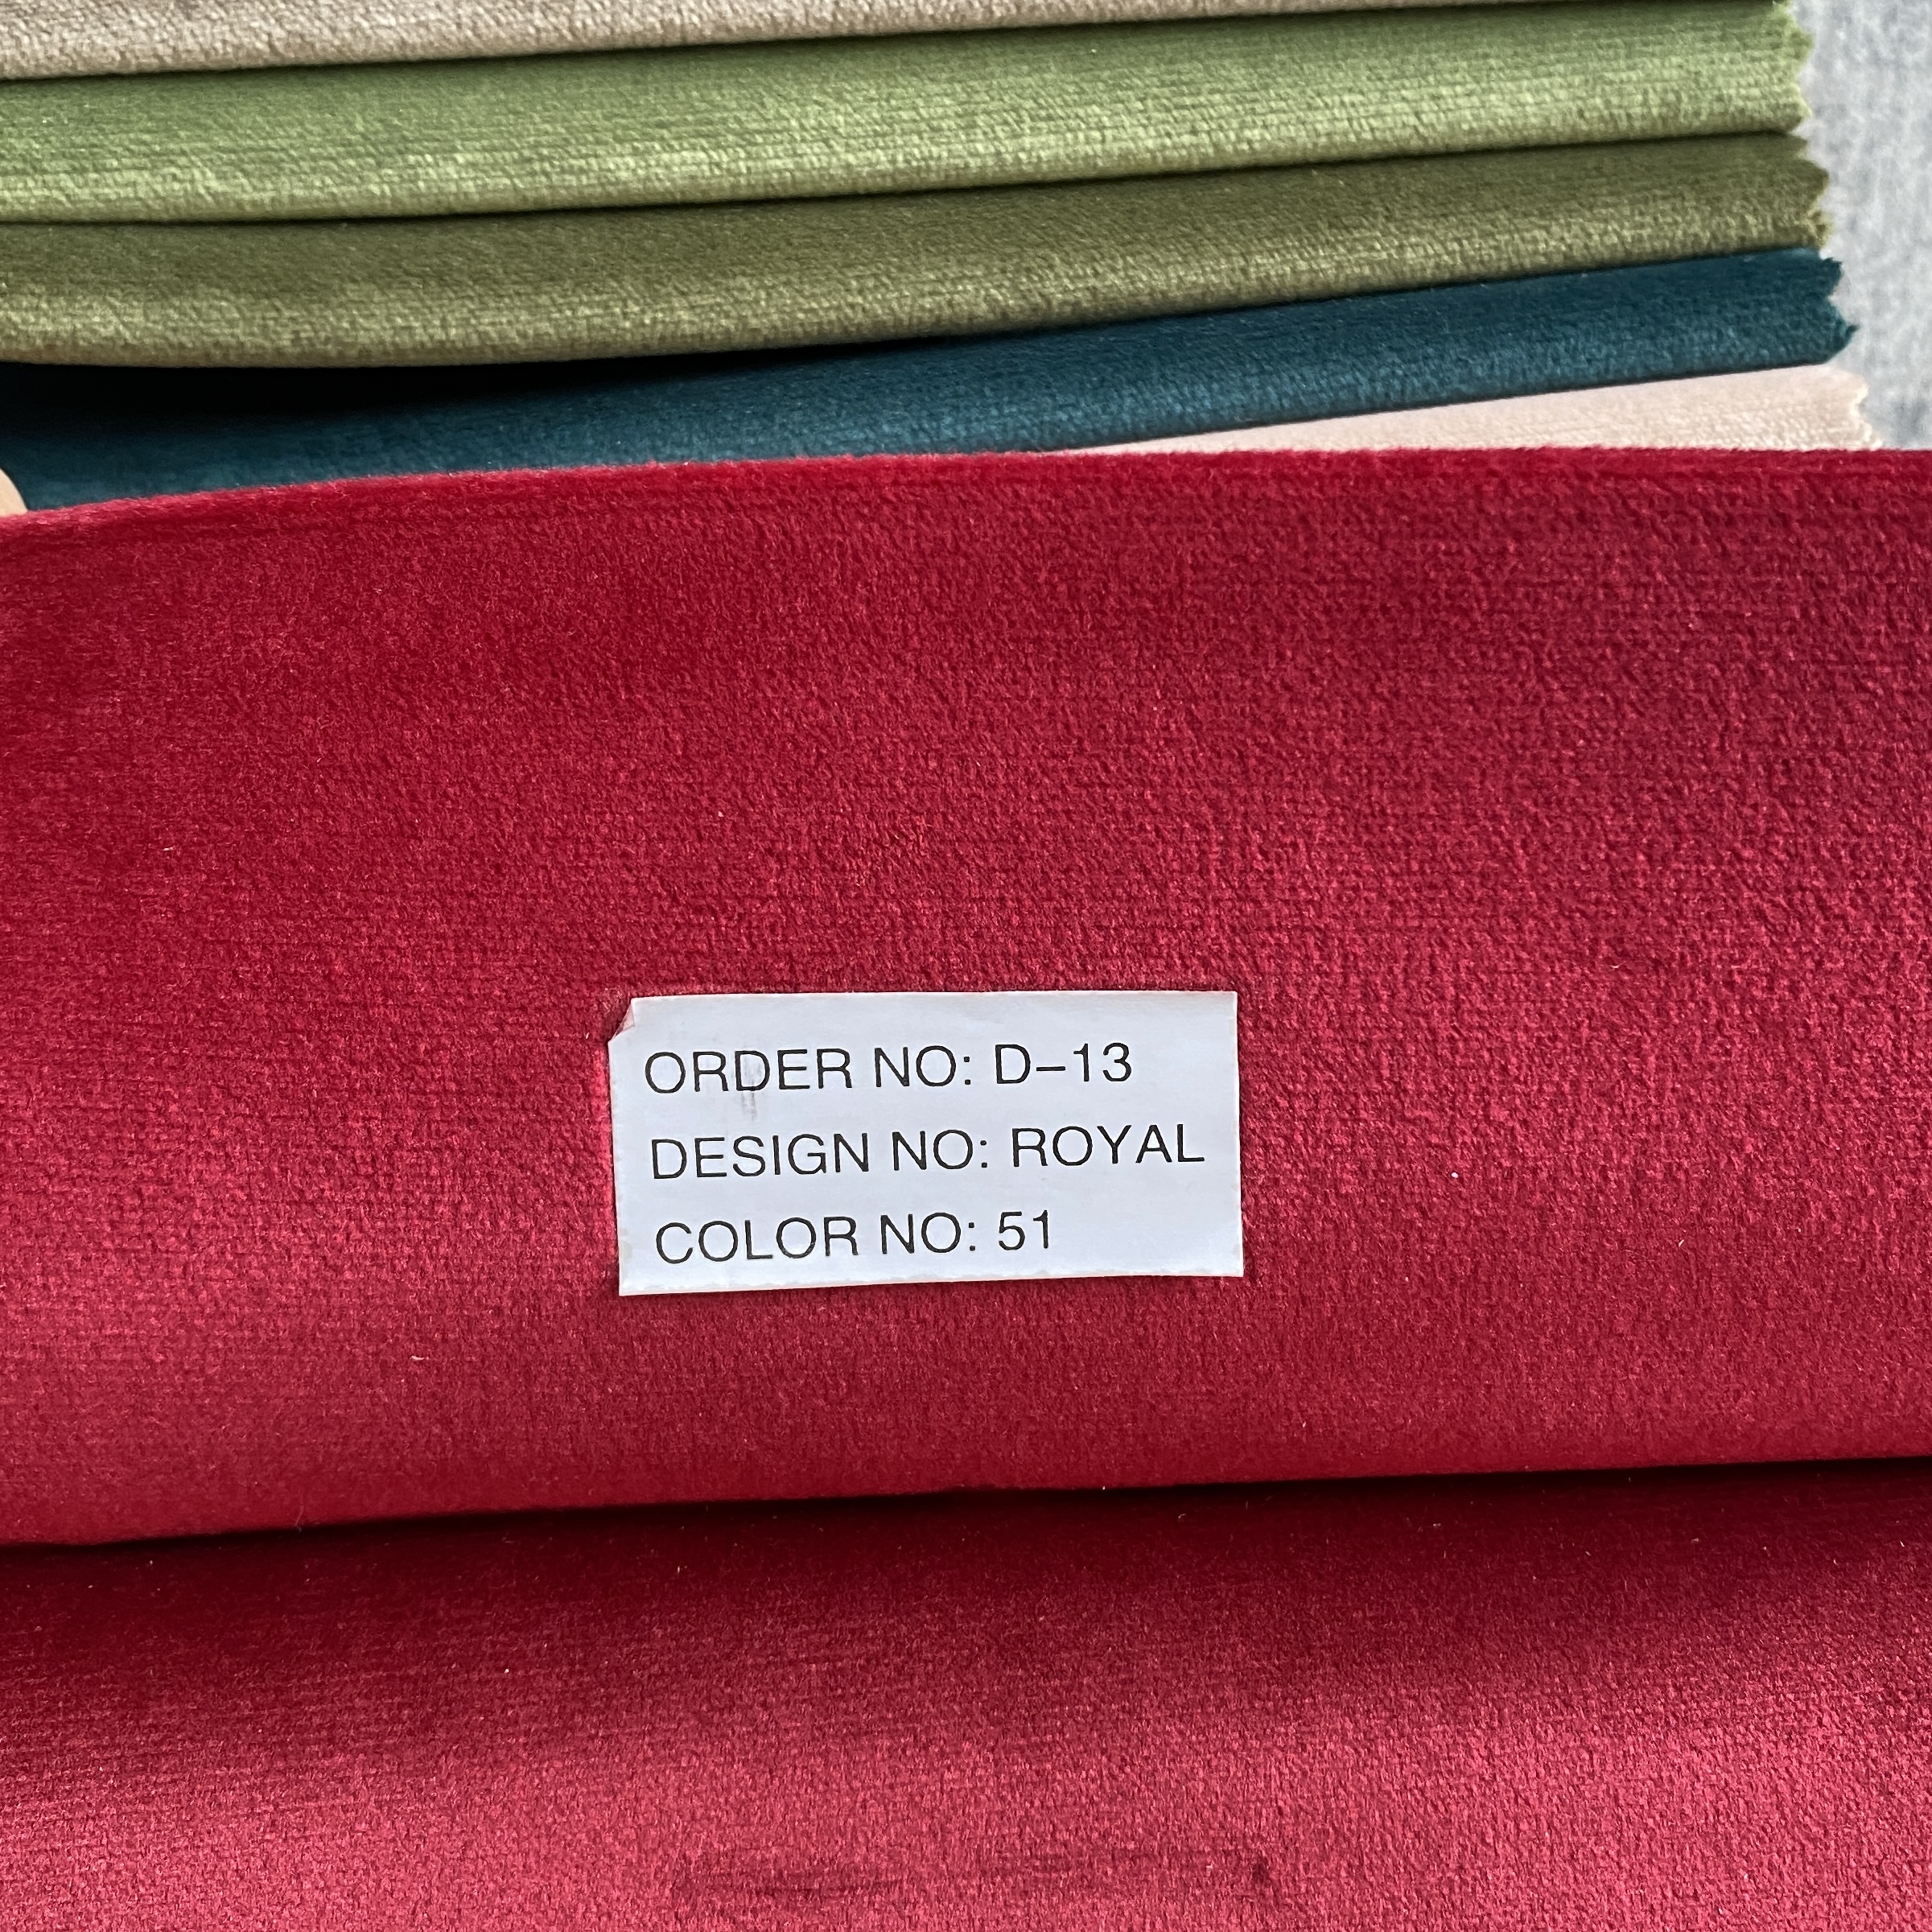 ORDER NO: D-13
DESIGN NO: ROYAL
COLOR NO: 51